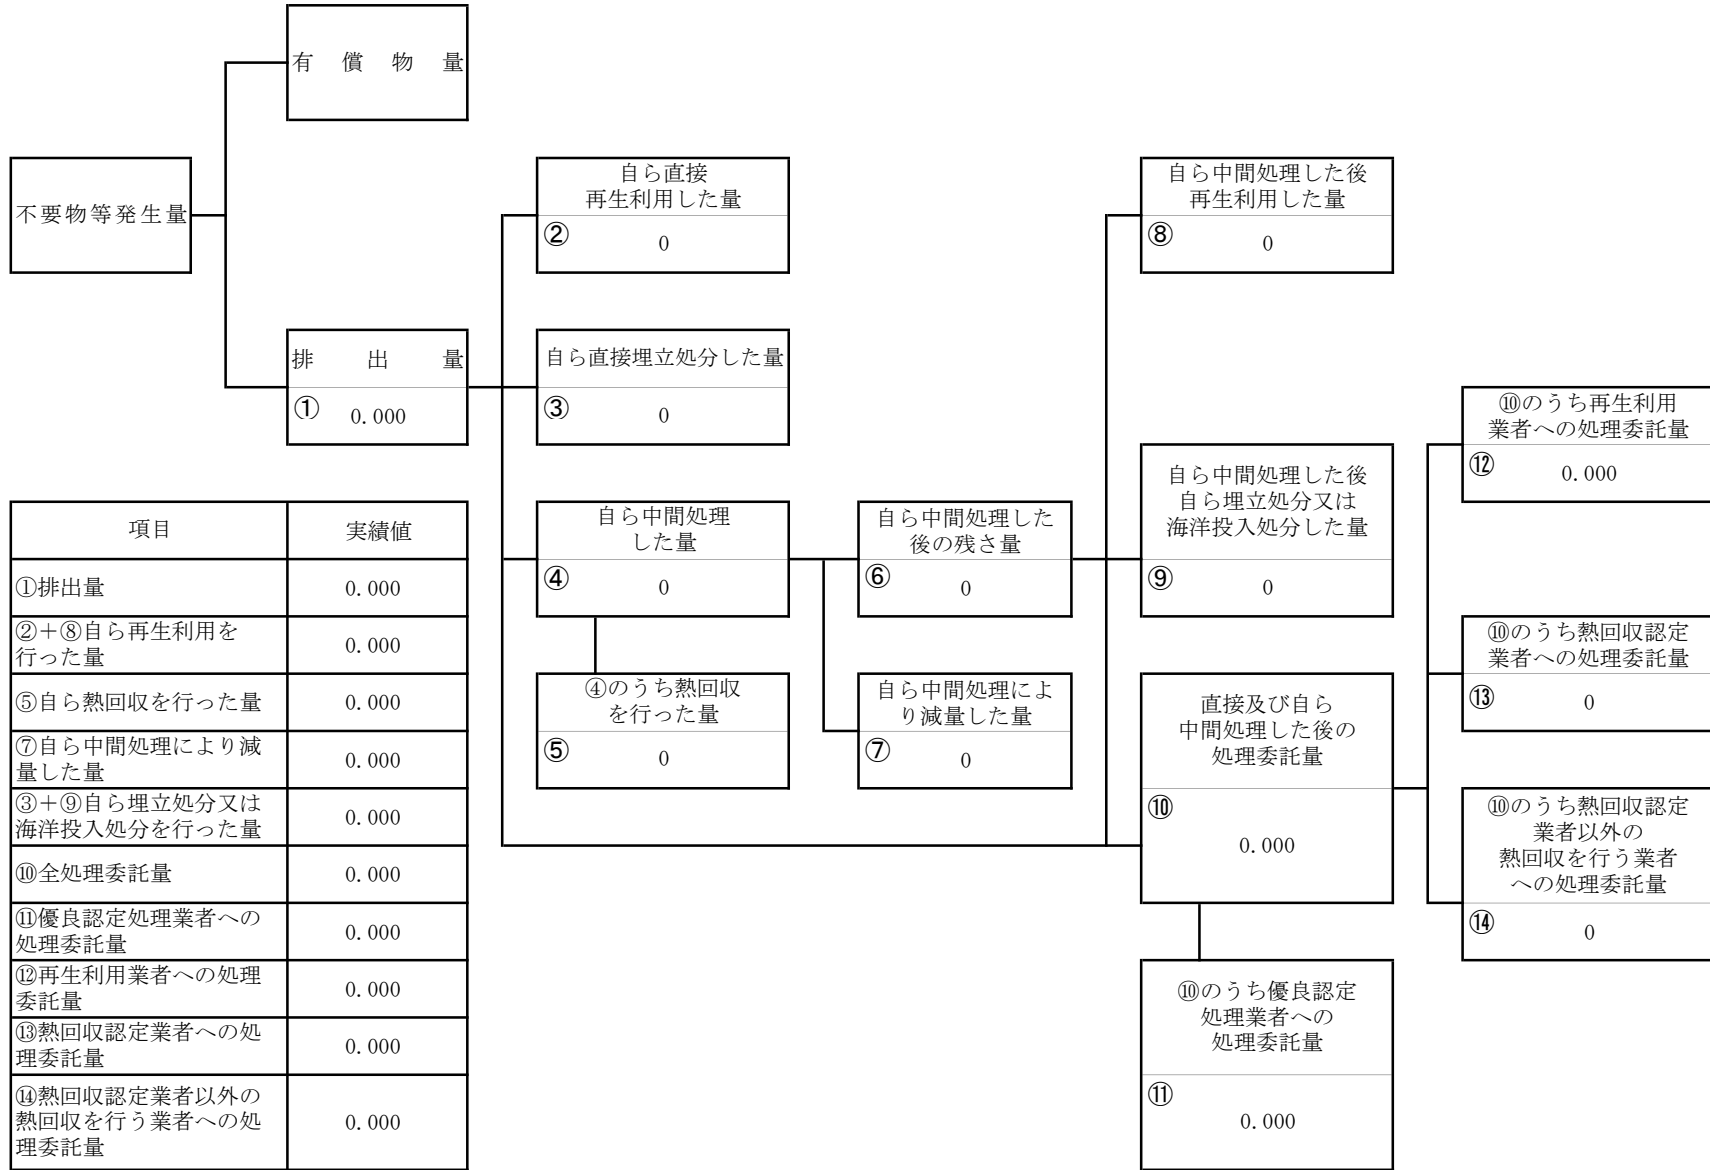 有償物量
不要物等発生量
排出量
① 0.000
自ら直接
再生利用した量
② 0
自ら直接埋立処分した量
③ 0
自ら中間処理
した量
④ 0
④のうち熱回収
を行った量
⑤ 0
自ら中間処理した
後の残さ量
⑥ 0
自ら中間処理によ
り減量した量
⑦ 0
自ら中間処理した後
再生利用した量
⑧ 0
自ら中間処理した後
自ら埋立処分又は
海洋投入処分した量
⑨ 0
直接及び自ら
中間処理した後の
処理委託量
⑩
0.000
⑩のうち優良認定
処理業者への
処理委託量
⑪
0.000
⑩のうち再生利用
業者への処理委託量
⑫ 0.000
⑩のうち熱回収認定
業者への処理委託量
⑬ 0
⑩のうち熱回収認定
業者以外の
熱回収を行う業者
への処理委託量
⑭ 0
項目 実績値
①排出量 0.000
②＋⑧自ら再生利用を
行った量 0.000
⑤自ら熱回収を行った量 0.000
⑦自ら中間処理により減
量した量 0.000
③＋⑨自ら埋立処分又は
海洋投入処分を行った量 0.000
⑩全処理委託量 0.000
⑪優良認定処理業者への
処理委託量 0.000
⑫再生利用業者への処理
委託量 0.000
⑬熱回収認定業者への処
理委託量 0.000
⑭熱回収認定業者以外の
熱回収を行う業者への処
理委託量 0.000